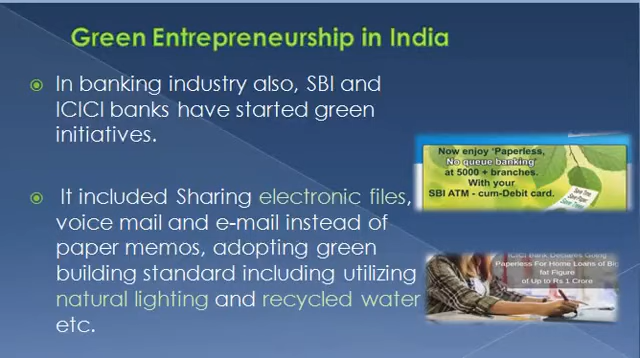 Green Entrepreneurship in India
In banking industry also, SBI and
ICICI banks have started green
initiatives.
It included Sharing electronic files,
voice mail and e-mail instead of
paper memos, adopting green
building standard including utilizing
natural lighting and recycled water
etc.
Now enjoy 'Paperless,
No queue banking
at 5000 + branches.
With your
SBI ATM - cum-Debit card.
ICICI Bank Declares Going
Paperless For Home Loans of Big
fat Figure
of Up to Rs 1 Crore